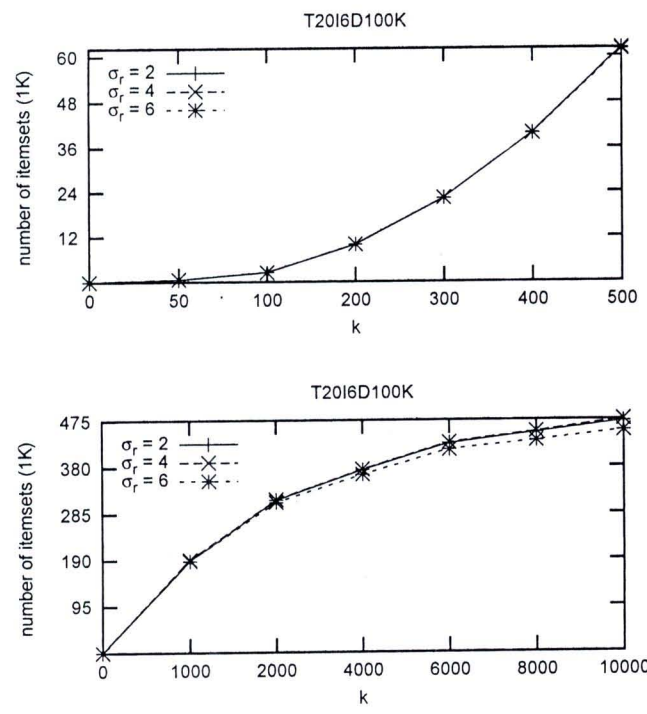 T20I6D100K
number of itemsets (1K)
60
48
36
24
12
σr = 2
σr = 4
σr = 6
0 50 100 200 300 400 500
k
T20I6D100K
number of itemsets (1K)
475
380
285
190
95
σr = 2
σr = 4
σr = 6
0 1000 2000 4000 6000 8000 10000
k